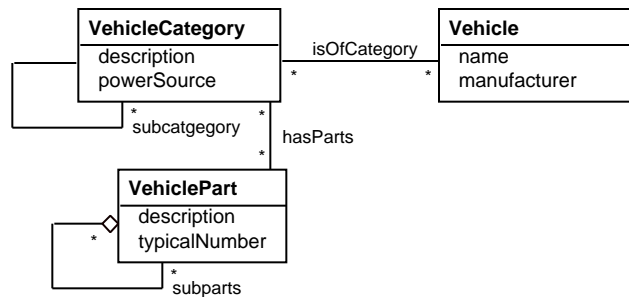 VehicleCategory
description
powerSource
isOfCategory
*
*
Vehicle
name
manufacturer
*
subcatgegory
*
hasParts
*
VehiclePart
description
typicalNumber
*
*
subparts